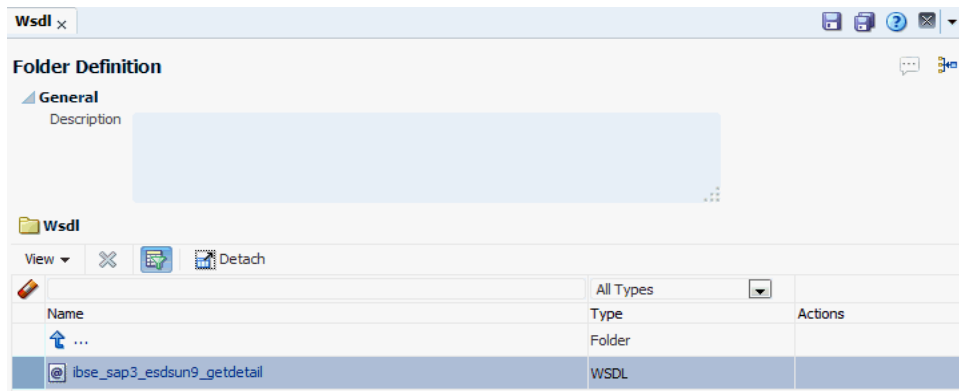 Wsdl
Folder Definition
General
Description
Wsdl
View Detach
All Types
Name Type Actions
... Folder
ibse_sap3_esdsun9_getdetail WSDL